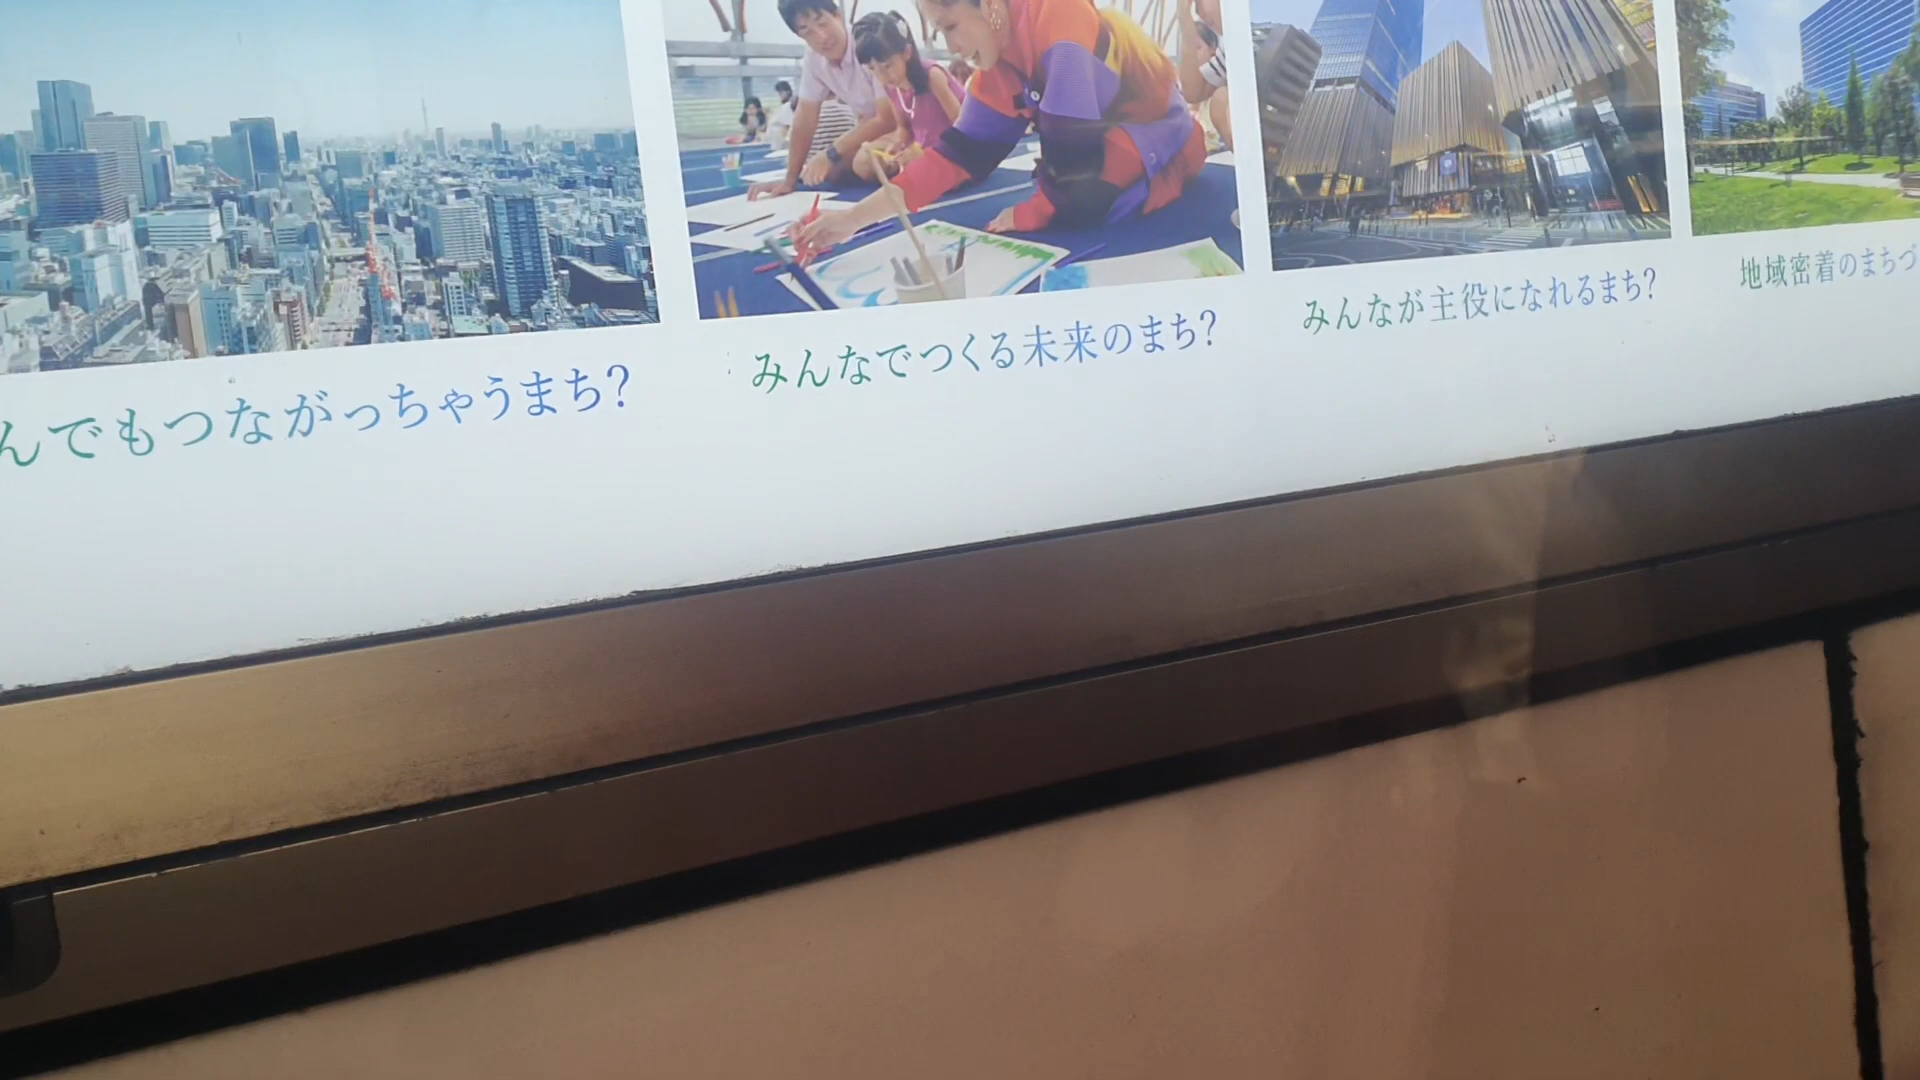 んでもつながっちゃうまち?
みんなでつくる未来のまち?
みんなが主役になれるまち?
地域密着のまちづ